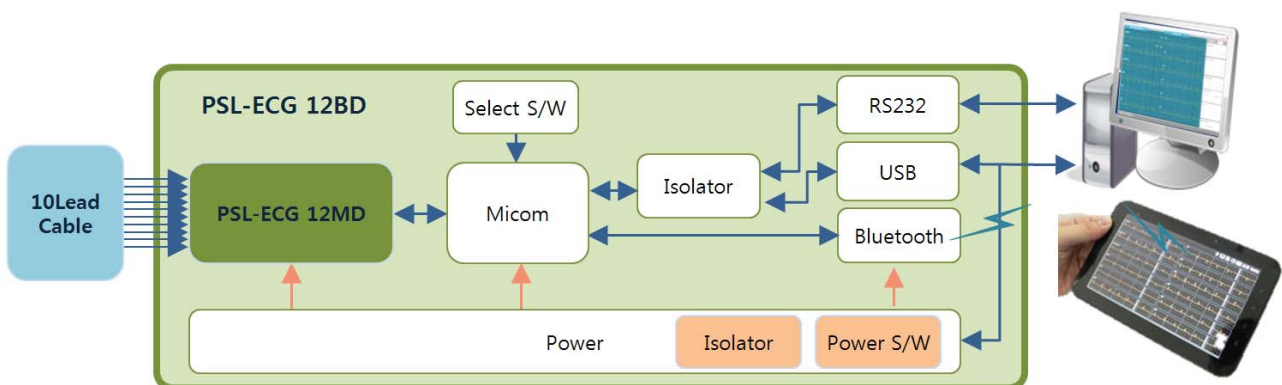 PSL-ECG 12BD
Select S/W
RS232
10Lead
Cable
PSL-ECG 12MD
Micom
Isolator
USB
Bluetooth
Power
Isolator
Power S/W